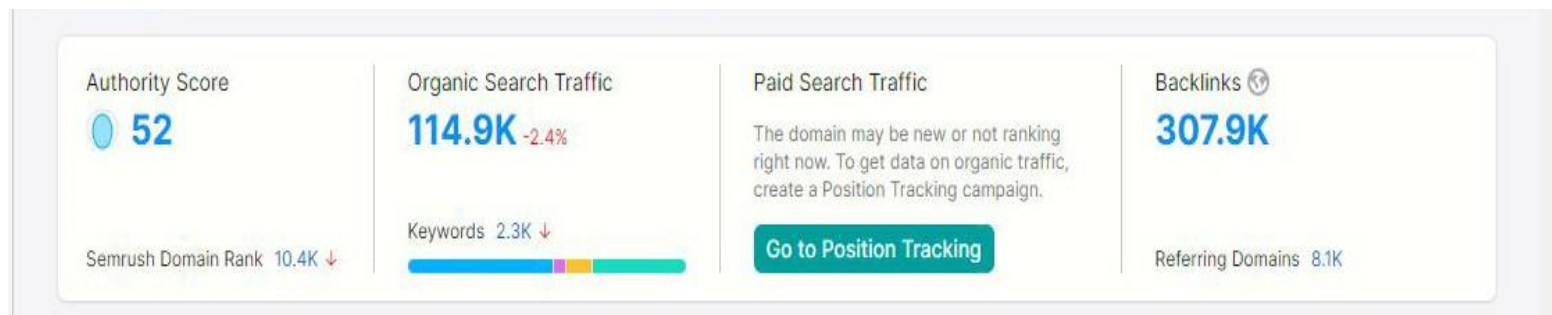 Authority Score
52
Semrush Domain Rank 10.4K ↓
Organic Search Traffic
114.9K -2.4%
Keywords 2.3K ↓
Paid Search Traffic
The domain may be new or not ranking
right now. To get data on organic traffic,
create a Position Tracking campaign.
Go to Position Tracking
Backlinks
307.9K
Referring Domains 8.1K